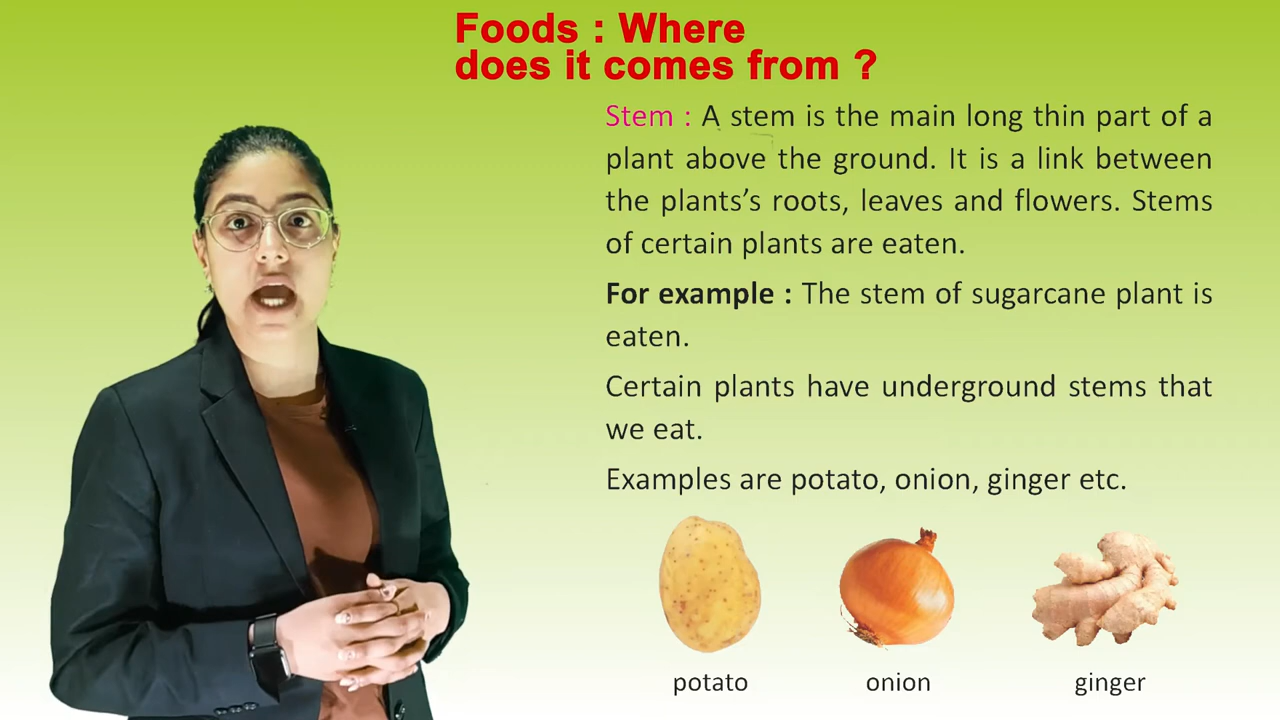 Foods : Where
does it comes from ?
Stem : A stem is the main long thin part of a
plant above the ground. It is a link between
the plants's roots, leaves and flowers. Stems
of certain plants are eaten.
For example : The stem of sugarcane plant is
eaten.
Certain plants have underground stems that
we eat.
Examples are potato, onion, ginger etc.
potato
onion
ginger